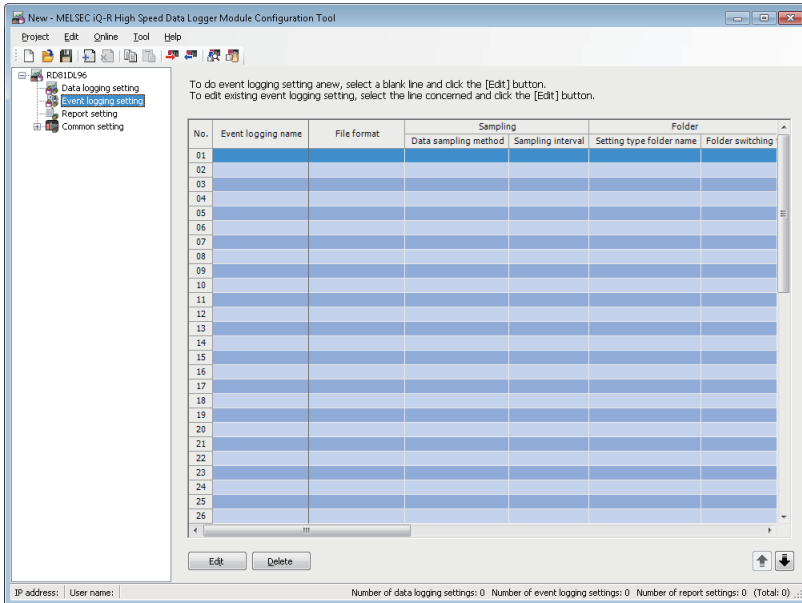 New - MELSEC iQ-R High Speed Data Logger Module Configuration Tool
Project Edit Online Tool Help
RD81DL96
Data logging setting
Event logging setting
Report setting
Common setting
To do event logging setting anew, select a blank line and click the [Edit] button.
To edit existing event logging setting, select the line concerned and click the [Edit] button.
No. Event logging name File format Sampling Folder
Data sampling method Sampling interval Setting type folder name Folder switching
01
02
03
04
05
06
07
08
09
10
11
12
13
14
15
16
17
18
19
20
21
22
23
24
25
26
Edit Delete
IP address: User name: Number of data logging settings: 0 Number of event logging settings: 0 Number of report settings: 0 (Total: 0)